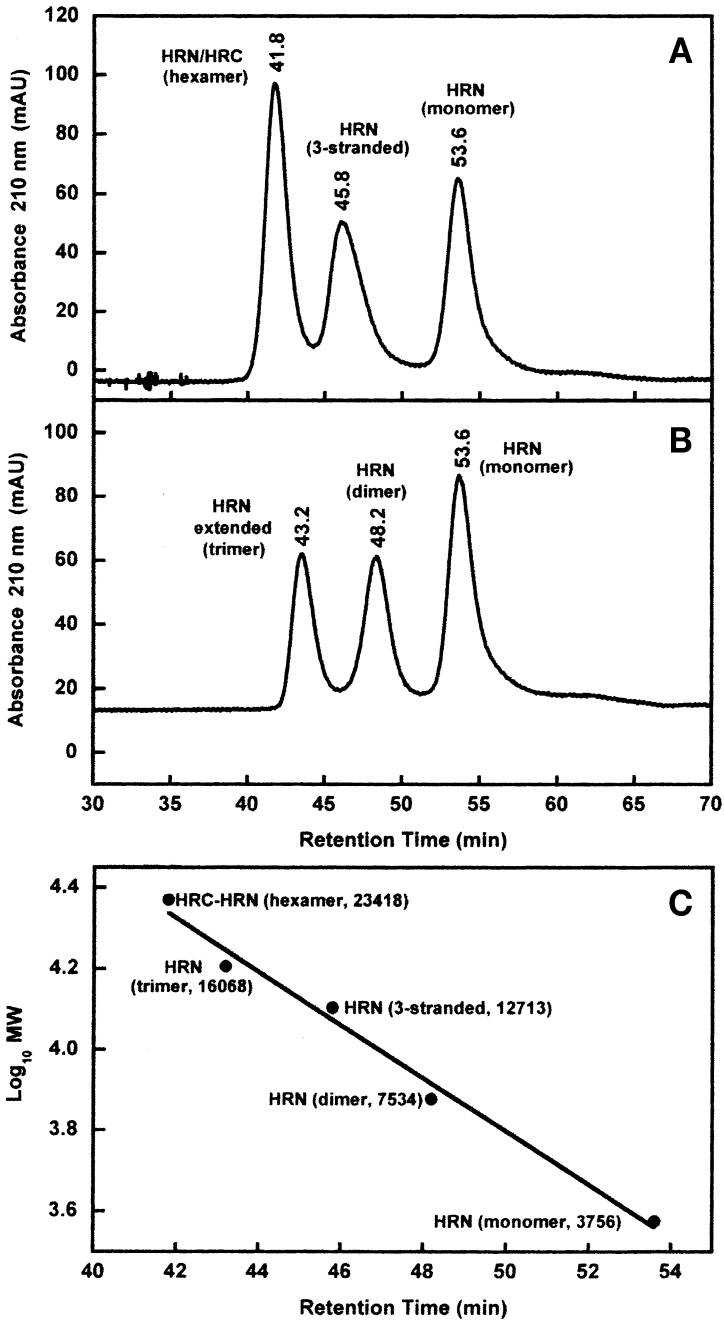 120
100
80
60
40
20
0
Absorbance 210 nm (mAU)
HRN/HRC
(hexamer)
41.8
HRN
(3-stranded)
45.8
HRN
(monomer)
53.6
A
100
80
60
40
20
0
Absorbance 210 nm (mAU)
HRN
extended
(trimer)
43.2
HRN
(dimer)
48.2
53.6
HRN
(monomer)
B
30 35 40 45 50 55 60 65 70
Retention Time (min)
4.4
4.2
4.0
3.8
3.6
Log10 MW
C
HRC-HRN (hexamer, 23418)
HRN
(trimer, 16068)
HRN (3-stranded, 12713)
HRN (dimer, 7534)
HRN (monomer, 3756)
40 42 44 46 48 50 52 54
Retention Time (min)